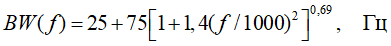 BW(f) = 25 + 75[1 + 1,4(f/1000)²]^0,69, Гц